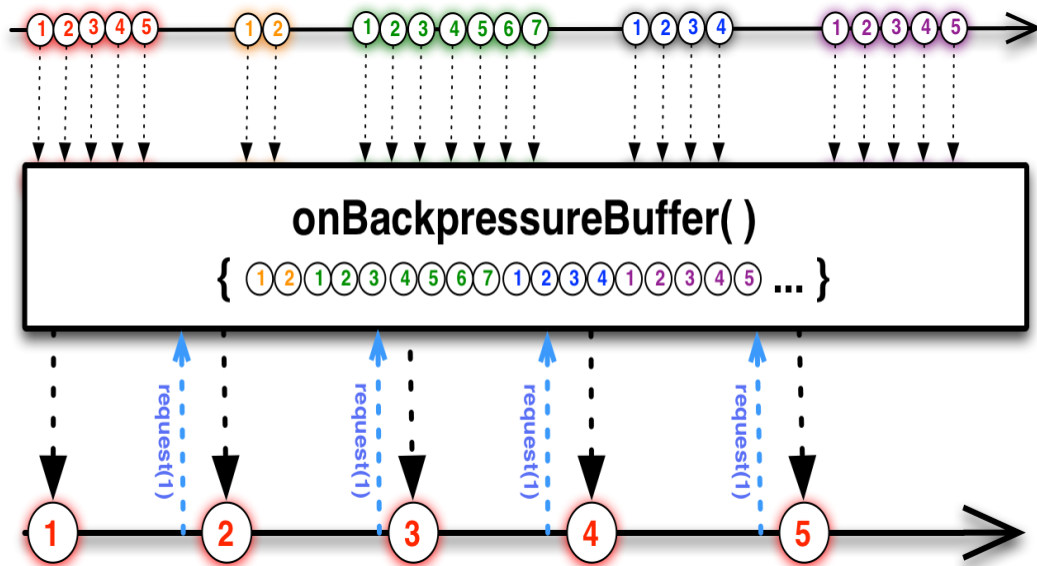 1 2 3 4 5 1 2 1 2 3 4 5 6 7 1 2 3 4 1 2 3 4 5
onBackpressureBuffer( )
{ 1 2 1 2 3 4 5 6 7 1 2 3 4 1 2 3 4 5 ... }
request(1) request(1) request(1) request(1)
1 2 3 4 5